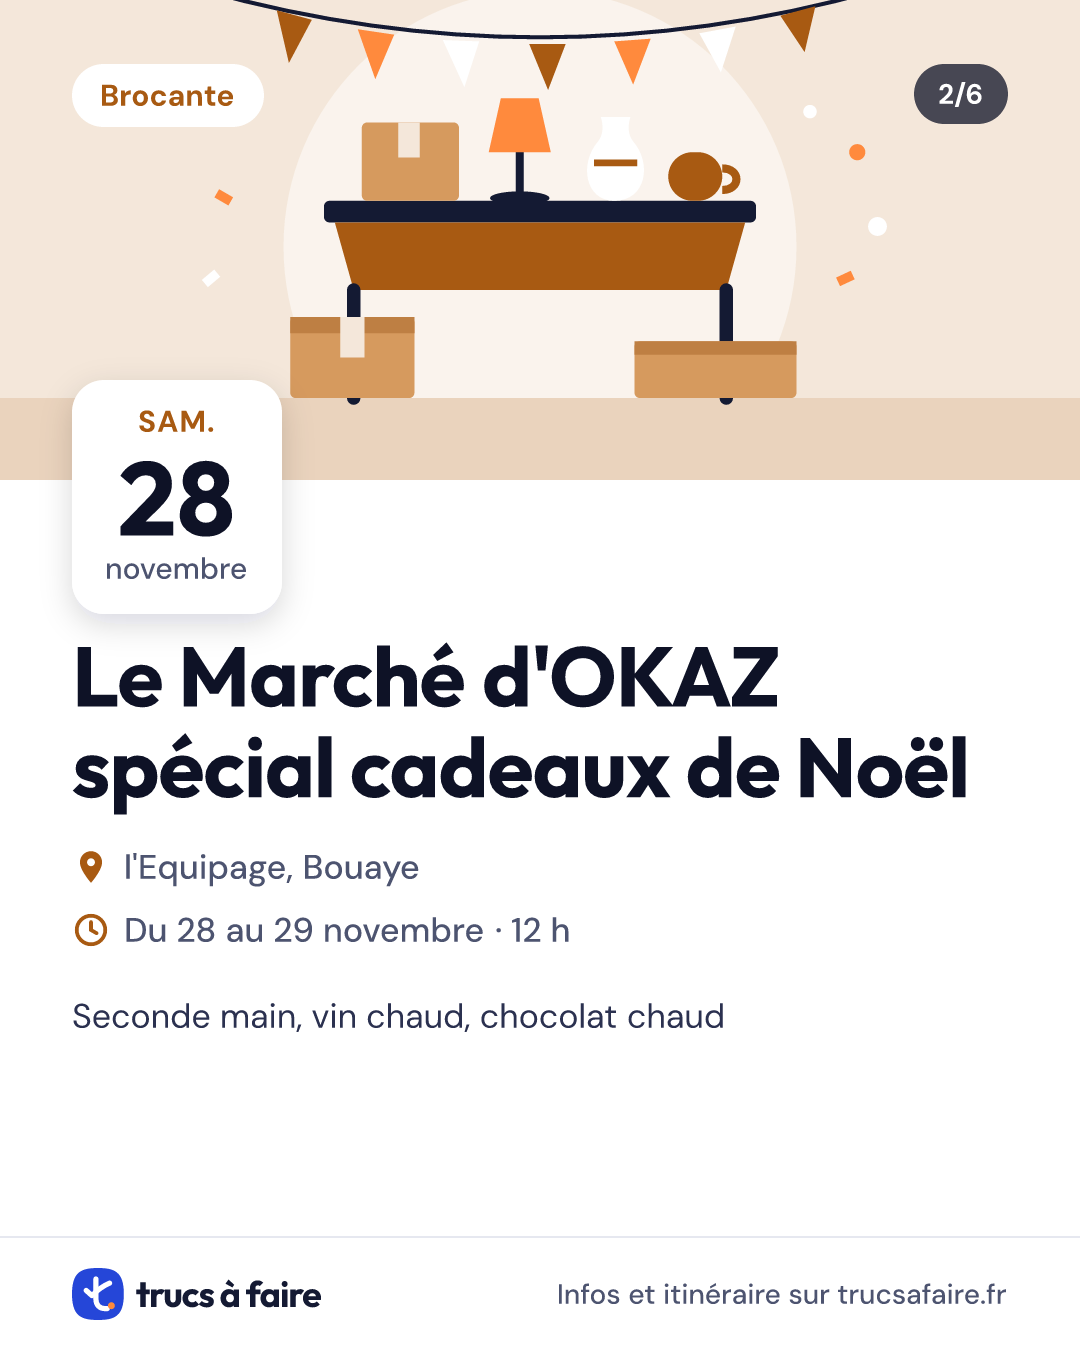 Brocante
2/6
SAM.
28
novembre
Le Marché d'OKAZ
spécial cadeaux de Noël
l'Equipage, Bouaye
Du 28 au 29 novembre · 12 h
Seconde main, vin chaud, chocolat chaud
trucs à faire
Infos et itinéraire sur trucsafaire.fr